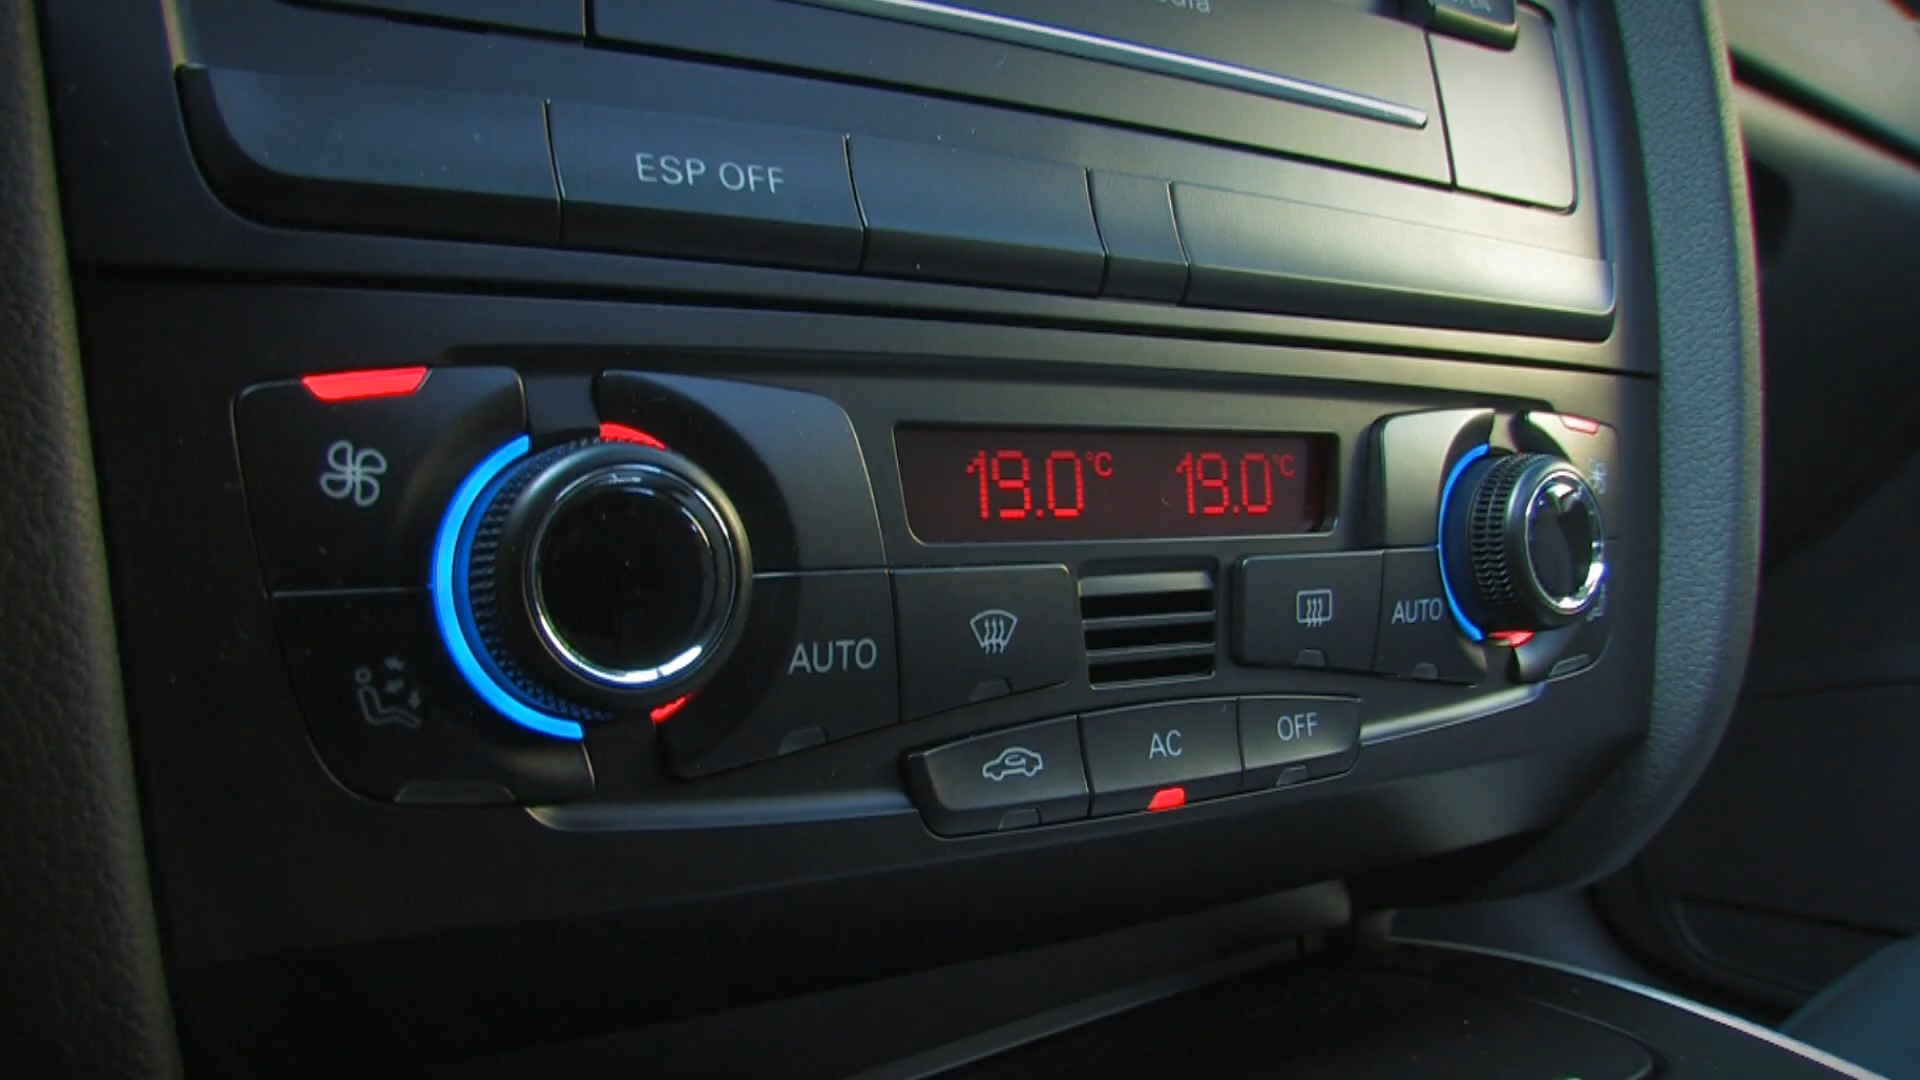 ESP OFF
19.0°C 19.0°C
AUTO
AUTO
AC
OFF